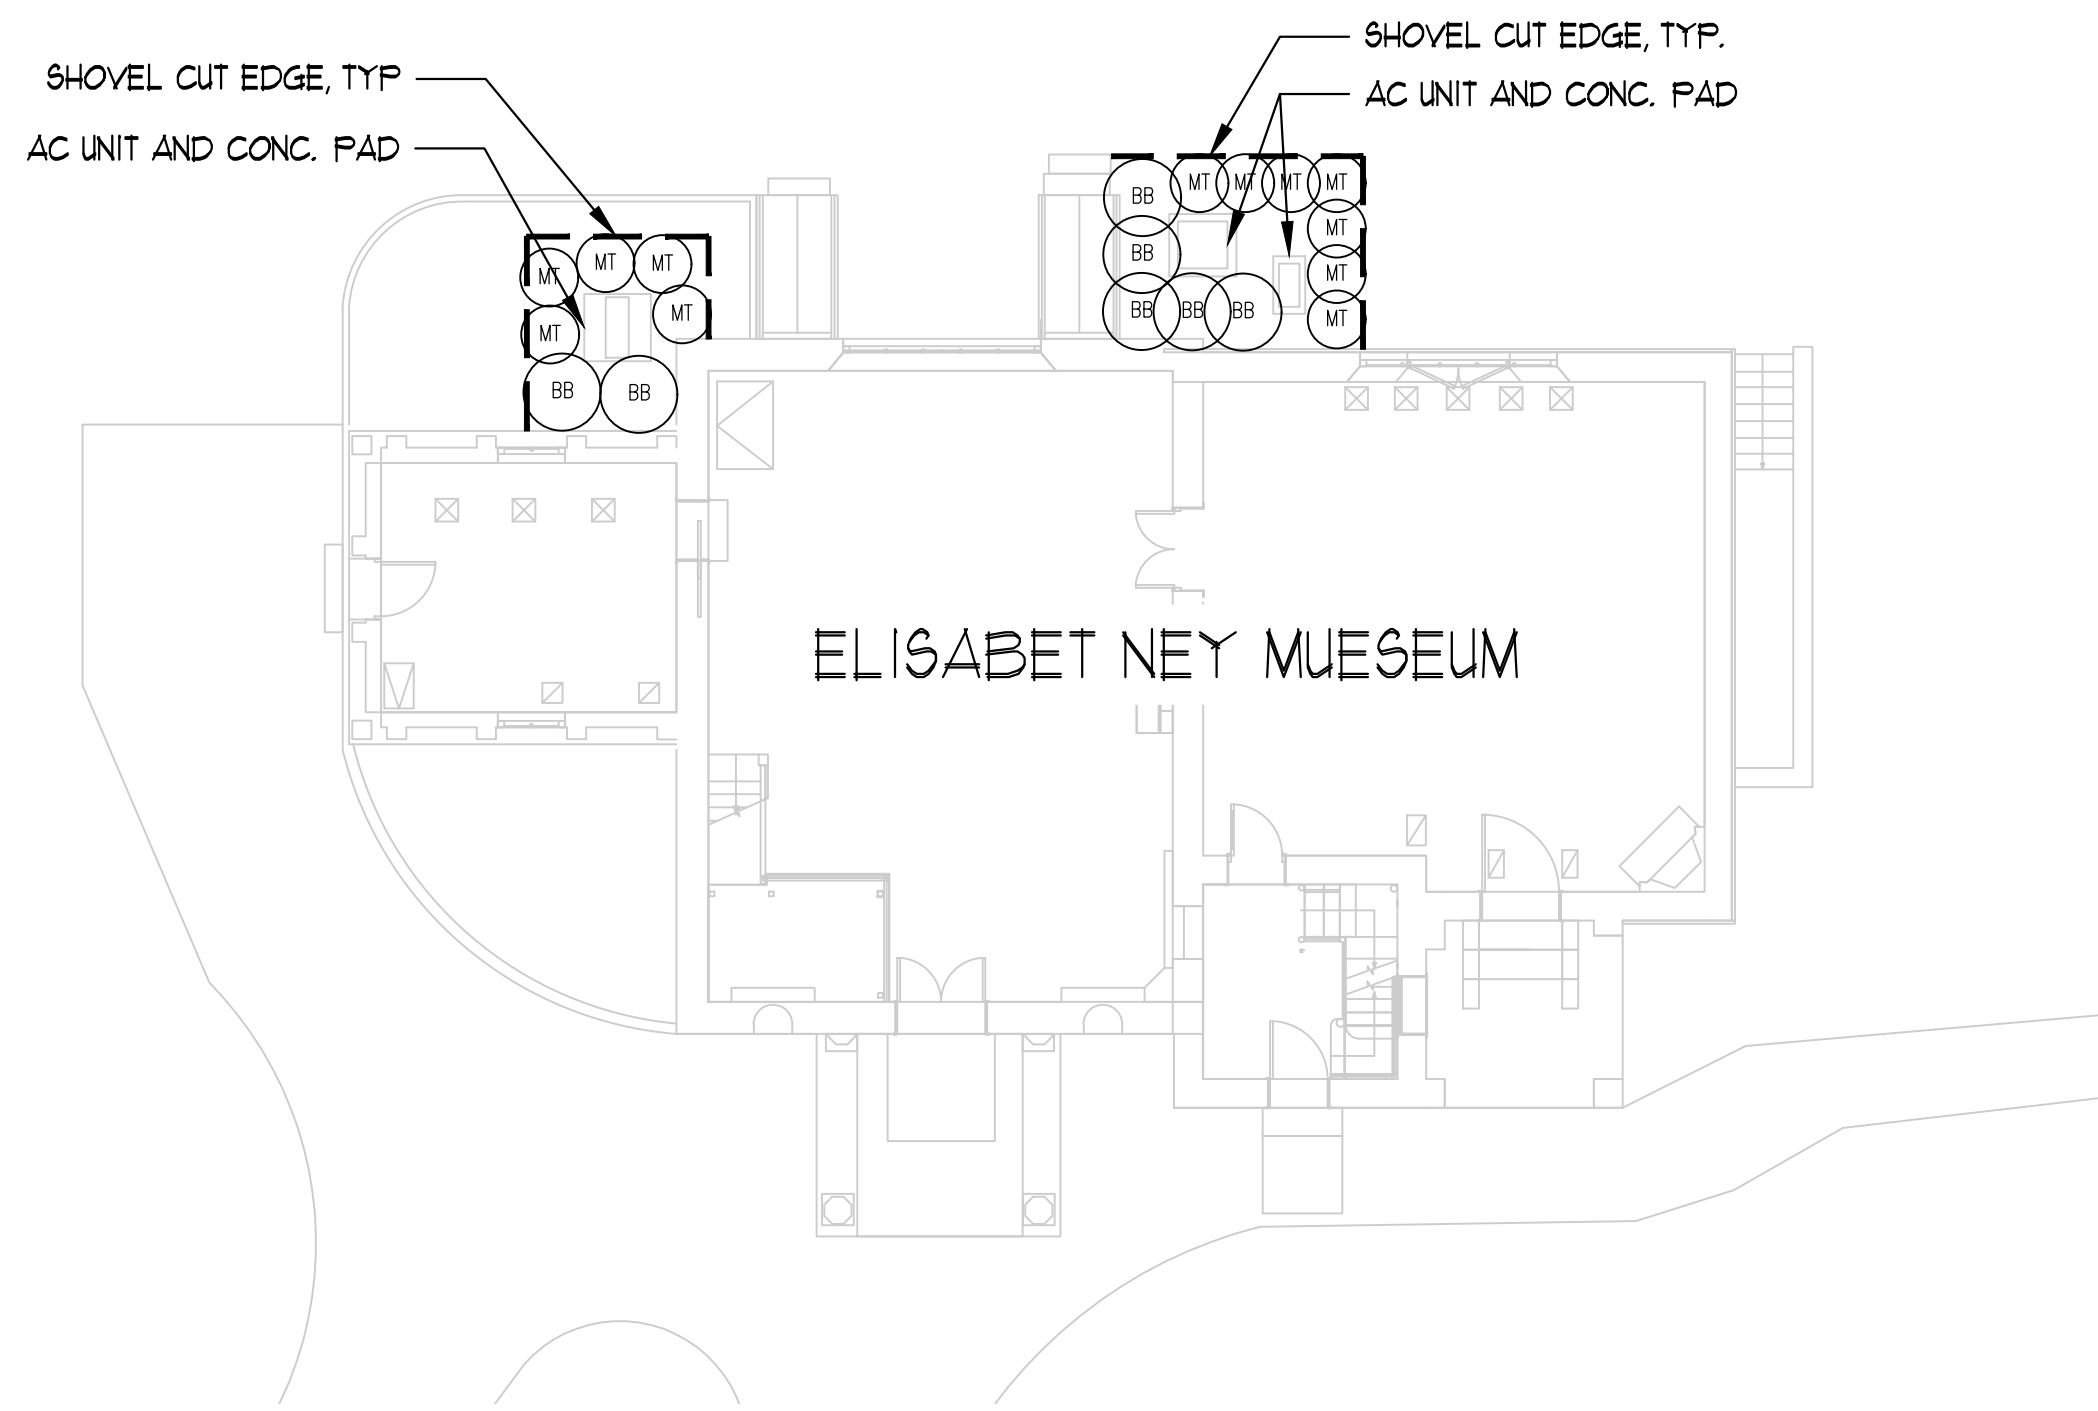 SHOVEL CUT EDGE, TYP.
SHOVEL CUT EDGE, TYP
AC UNIT AND CONC. PAD
AC UNIT AND CONC. PAD
BB MT MT MT MT
MT
BB
MT MT MT
MT
BB BB BB MT
MT
MT
BB BB
ELISABET NEY MUESEUM